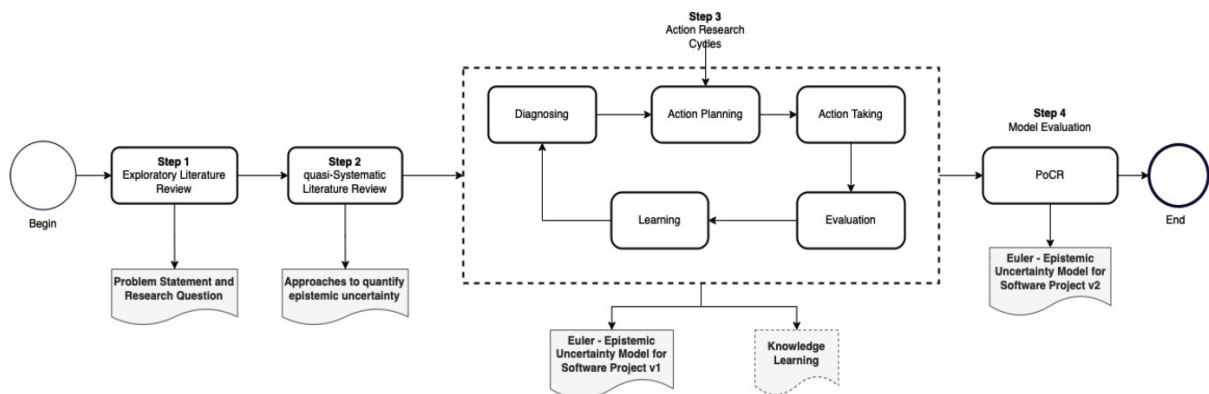 Step 3
Action Research
Cycles
Diagnosing
Action Planning
Action Taking
Step 4
Model Evaluation
Step 1
Exploratory Literature
Review
Step 2
quasi-Systematic
Literature Review
PoCR
Learning
Evaluation
Begin
End
Problem Statement and
Research Question
Approaches to quantify
epistemic uncertainty
Euler - Epistemic
Uncertainty Model for
Software Project v2
Euler - Epistemic
Uncertainty Model for
Software Project v1
Knowledge
Learning